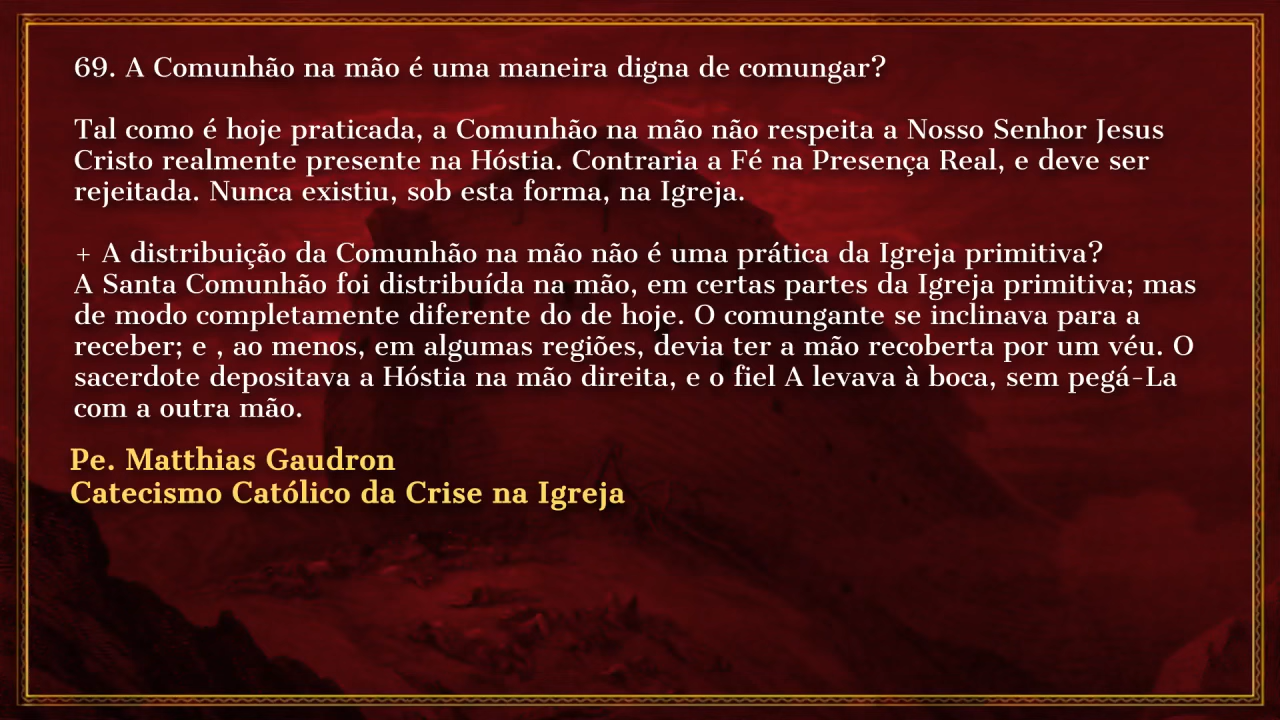 69. A Comunhão na mão é uma maneira digna de comungar?
Tal como é hoje praticada, a Comunhão na mão não respeita a Nosso Senhor Jesus
Cristo realmente presente na Hóstia. Contraria a Fé na Presença Real, e deve ser
rejeitada. Nunca existiu, sob esta forma, na Igreja.
+ A distribuição da Comunhão na mão não é uma prática da Igreja primitiva?
A Santa Comunhão foi distribuída na mão, em certas partes da Igreja primitiva; mas
de modo completamente diferente do de hoje. O comungante se inclinava para a
receber; e , ao menos, em algumas regiões, devia ter a mão recoberta por um véu. O
sacerdote depositava a Hóstia na mão direita, e o fiel A levava à boca, sem pegá-La
com a outra mão.
Pe. Matthias Gaudron
Catecismo Católico da Crise na Igreja